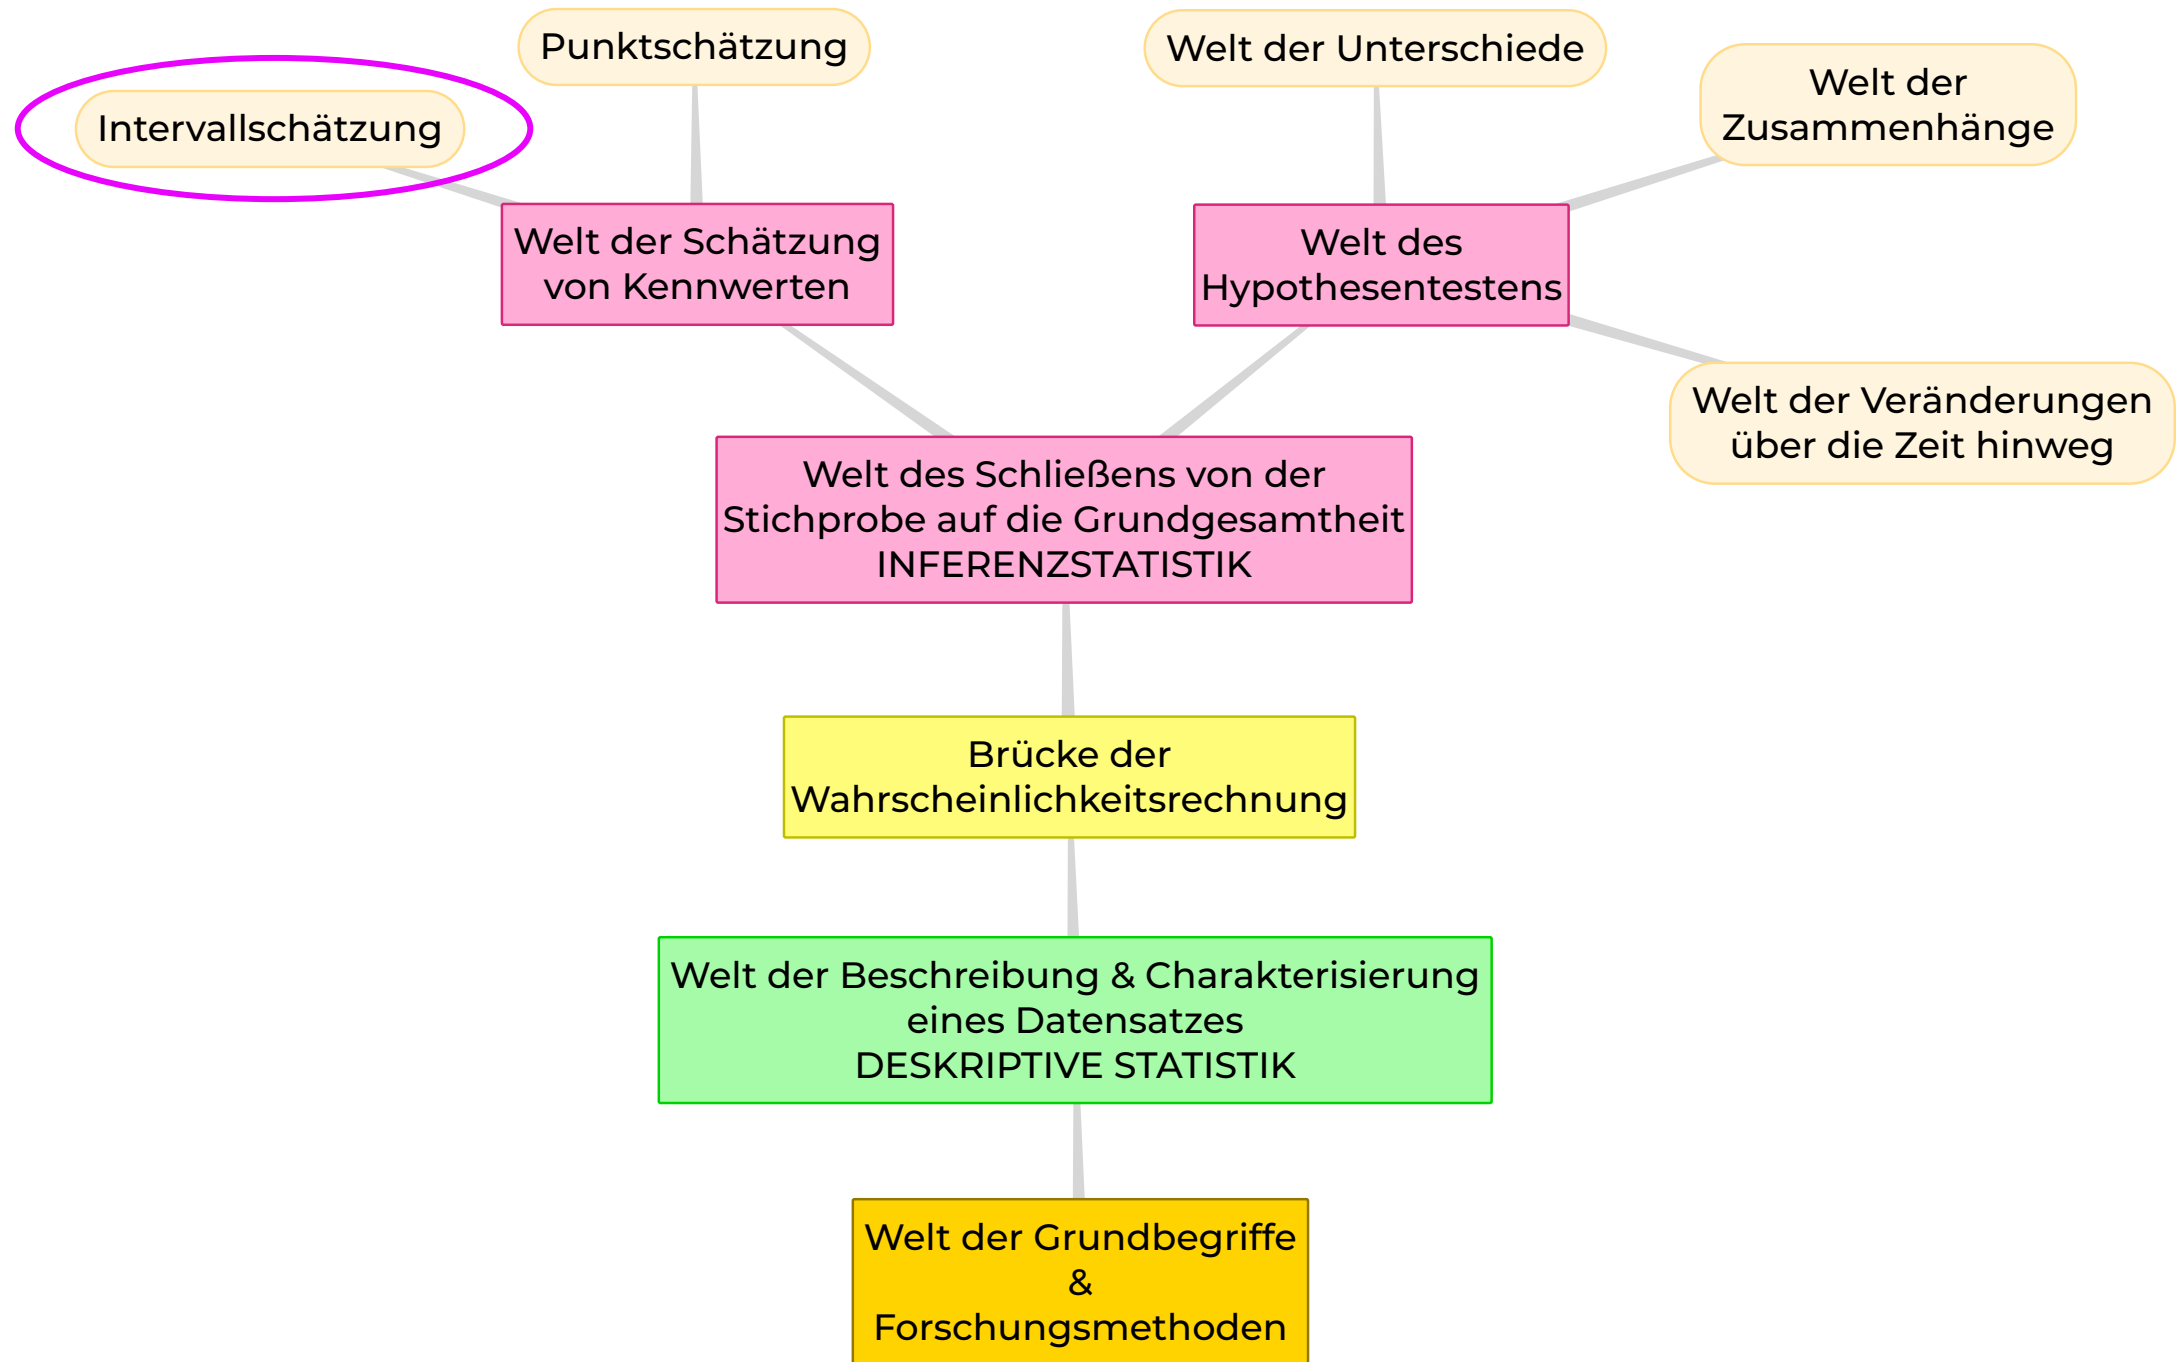 Punktschätzung
Welt der Unterschiede
Welt der
Zusammenhänge
Intervallschätzung
Welt der Schätzung
von Kennwerten
Welt des
Hypothesentestens
Welt der Veränderungen
über die Zeit hinweg
Welt des Schließens von der
Stichprobe auf die Grundgesamtheit
INFERENZSTATISTIK
Brücke der
Wahrscheinlichkeitsrechnung
Welt der Beschreibung & Charakterisierung
eines Datensatzes
DESKRIPTIVE STATISTIK
Welt der Grundbegriffe
&
Forschungsmethoden